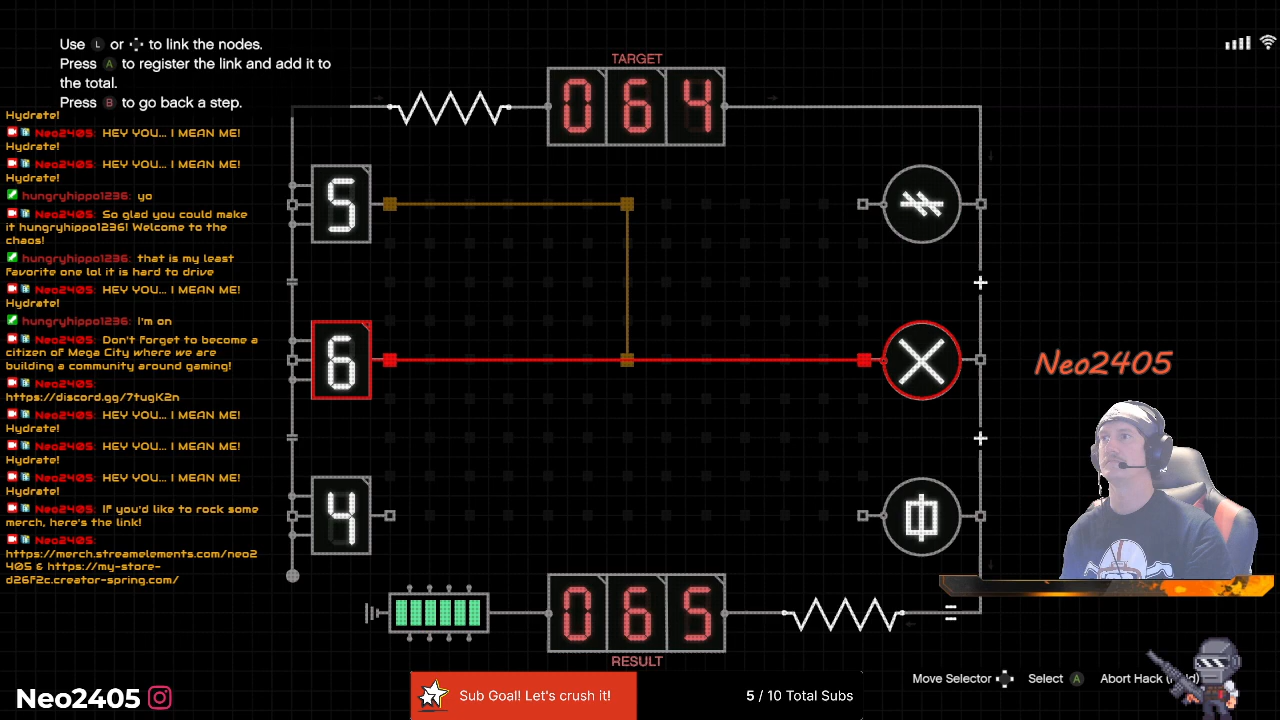 Use L or to link the nodes.
Press A to register the link and add it to
the total.
Press B to go back a step.
Hydrate!
Neo2405: HEY YOU... I MEAN ME!
Hydrate!
Neo2405: HEY YOU... I MEAN ME!
Hydrate!
hungryhippo1236: yo
Neo2405: So glad you could make
it hungryhippo1236! Welcome to the
chaos!
hungryhippo1236: that is my least
favorite one lol it is hard to drive
Neo2405: HEY YOU... I MEAN ME!
Hydrate!
hungryhippo1236: I'm on
Neo2405: Don't forget to become a
citizen of Mega City where we are
building a community around gaming!
Neo2405:
https://discord.gg/7tugK2n
Neo2405: HEY YOU... I MEAN ME!
Hydrate!
Neo2405: HEY YOU... I MEAN ME!
Hydrate!
Neo2405: HEY YOU... I MEAN ME!
Hydrate!
Neo2405: If you'd like to rock some
merch, here's the link!
Neo2405:
https://merch.streamelements.com/neo2
405 & https://my-store-
d26f2c.creator-spring.com/
TARGET
064
5
6
4
065
RESULT
Neo2405
Move Selector Select A Abort Hack
Neo2405
Sub Goal! Let's crush it!
5 / 10 Total Subs